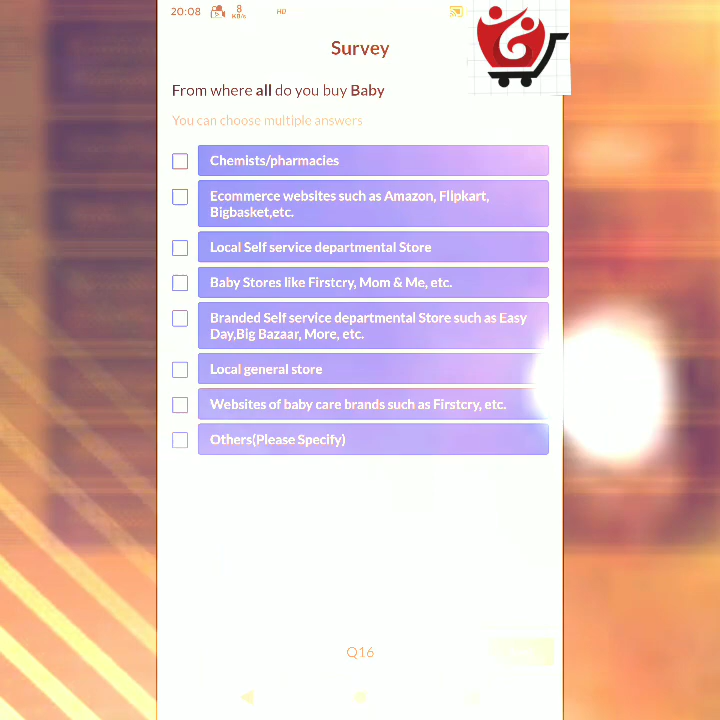 20:08 8 KB/s HD
Survey
From where all do you buy Baby
You can choose multiple answers
Chemists/pharmacies
Ecommerce websites such as Amazon, Flipkart,
Bigbasket,etc.
Local Self service departmental Store
Baby Stores like Firstcry, Mom & Me, etc.
Branded Self service departmental Store such as Easy
Day,Big Bazaar, More, etc.
Local general store
Websites of baby care brands such as Firstcry, etc.
Others(Please Specify)
Q16